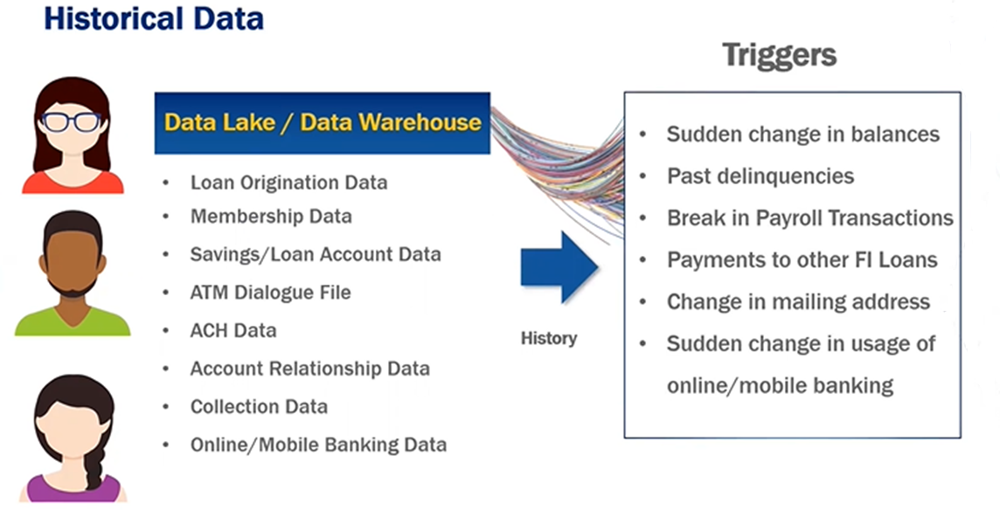 Historical Data
Data Lake / Data Warehouse
• Loan Origination Data
• Membership Data
• Savings/Loan Account Data
• ATM Dialogue File
• ACH Data
• Account Relationship Data
• Collection Data
• Online/Mobile Banking Data
History
Triggers
• Sudden change in balances
• Past delinquencies
• Break in Payroll Transactions
• Payments to other FI Loans
• Change in mailing address
• Sudden change in usage of
online/mobile banking